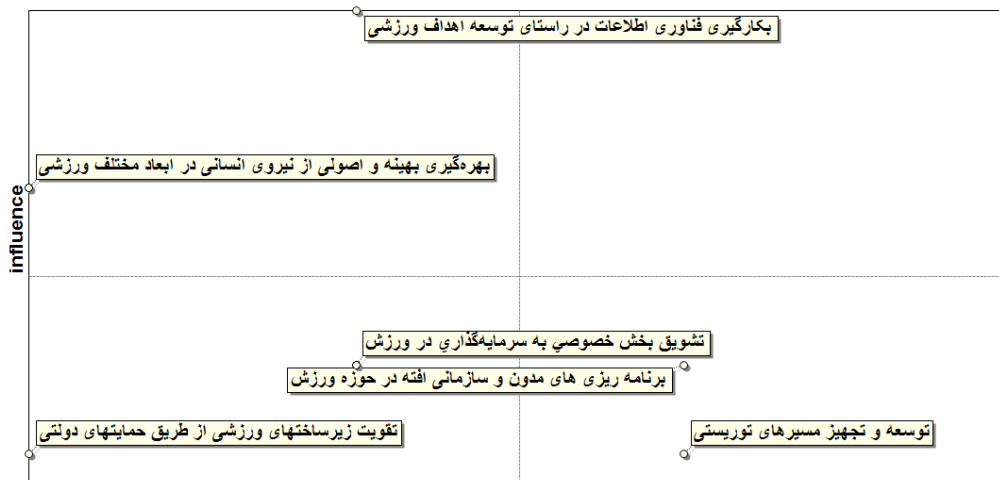 بکارگیری فناوری اطلاعات در راستای توسعه اهداف ورزشی
بهره‌گیری بهینه و اصولی از نیروی انسانی در ابعاد مختلف ورزشی
influence
تشويق بخش خصوصي به سرمايه‌گذاري در ورزش
برنامه ریزی های مدون و سازمانی افته در حوزه ورزش
تقویت زیرساختهای ورزشی از طریق حمایتهای دولتی
توسعه و تجهیز مسیرهای توریستی